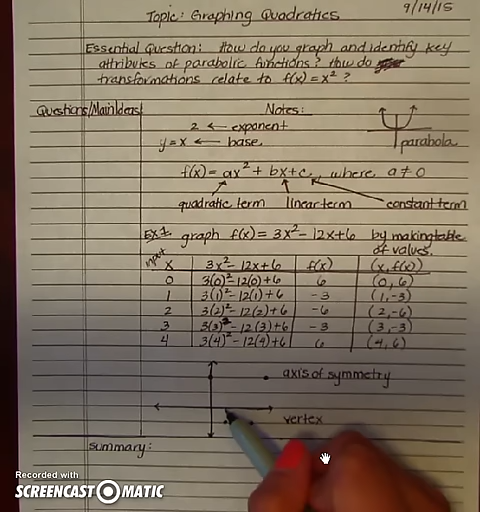 Topic: Graphing Quadratics
9/14/15
Essential Question: How do you graph and identify key
attributes of parabolic functions? How do
transformations relate to f(x) = x²?
Questions/Main Ideas
Notes:
2 ← exponent
y = x ← base
parabola
f(x) = ax² + bx + c, where a ≠ 0
quadratic term linear term constant term
EX1: graph f(x) = 3x² - 12x + 6 by making table
of values.
input
x 3x² - 12x + 6 f(x) (x, f(x))
0 3(0)² - 12(0) + 6 6 (0, 6)
1 3(1)² - 12(1) + 6 -3 (1, -3)
2 3(2)² - 12(2) + 6 -6 (2, -6)
3 3(3)² - 12(3) + 6 -3 (3, -3)
4 3(4)² - 12(4) + 6 6 (4, 6)
axis of symmetry
vertex
summary:
Recorded with
SCREENCAST-O-MATIC